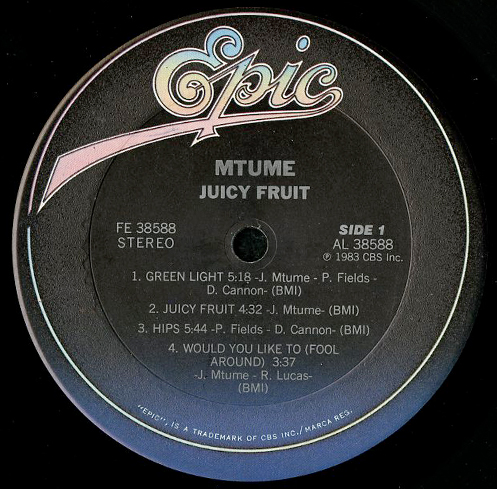 Epic
MTUME
JUICY FRUIT
FE 38588
STEREO
SIDE 1
AL 38588
℗ 1983 CBS Inc.
1. GREEN LIGHT 5:18 -J. Mtume - P. Fields -
D. Cannon- (BMI)
2. JUICY FRUIT 4:32 -J. Mtume- (BMI)
3. HIPS 5:44 -P. Fields - D. Cannon- (BMI)
4. WOULD YOU LIKE TO (FOOL
AROUND) 3:37
-J. Mtume - R. Lucas-
(BMI)
"EPIC", IS A TRADEMARK OF CBS INC./MARCA REG.